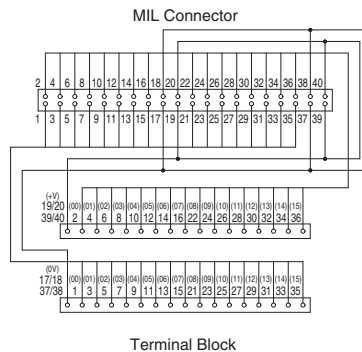 MIL Connector
2 4 6 8 10 12 14 16 18 20 22 24 26 28 30 32 34 36 38 40
1 3 5 7 9 11 13 15 17 19 21 23 25 27 29 31 33 35 37 39
(+V)
19/20 (00) (01) (02) (03) (04) (05) (06) (07) (08) (09) (10) (11) (12) (13) (14) (15)
39/40 2 4 6 8 10 12 14 16 22 24 26 28 30 32 34 36
(0V)
17/18 (00) (01) (02) (03) (04) (05) (06) (07) (08) (09) (10) (11) (12) (13) (14) (15)
37/38 1 3 5 7 9 11 13 15 21 23 25 27 29 31 33 35
Terminal Block